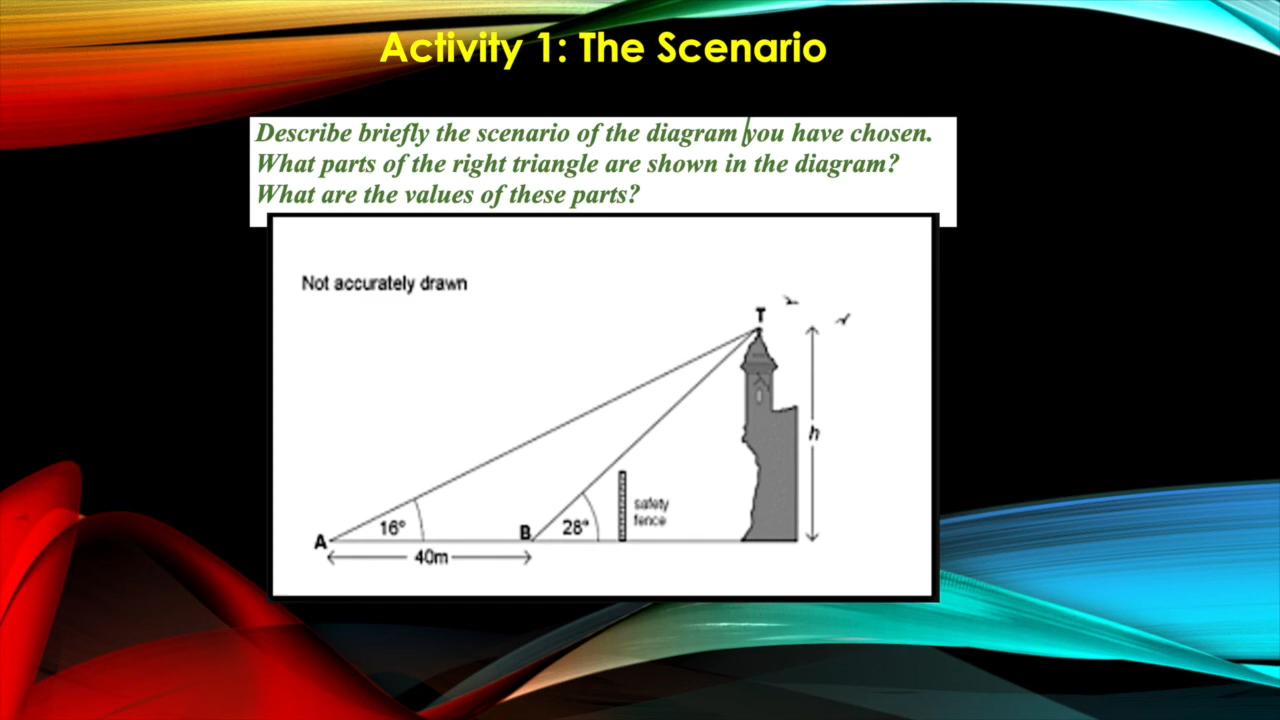 Activity 1: The Scenario
Describe briefly the scenario of the diagram you have chosen.
What parts of the right triangle are shown in the diagram?
What are the values of these parts?
Not accurately drawn
T
h
safety
fence
16°
28°
A
B
40m